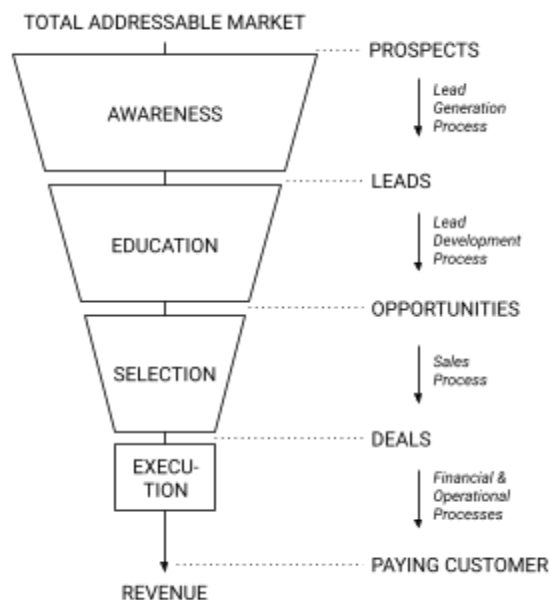 TOTAL ADDRESSABLE MARKET
PROSPECTS
AWARENESS
Lead
Generation
Process
LEADS
EDUCATION
Lead
Development
Process
OPPORTUNITIES
SELECTION
Sales
Process
DEALS
EXECU-
TION
Financial &
Operational
Processes
PAYING CUSTOMER
REVENUE